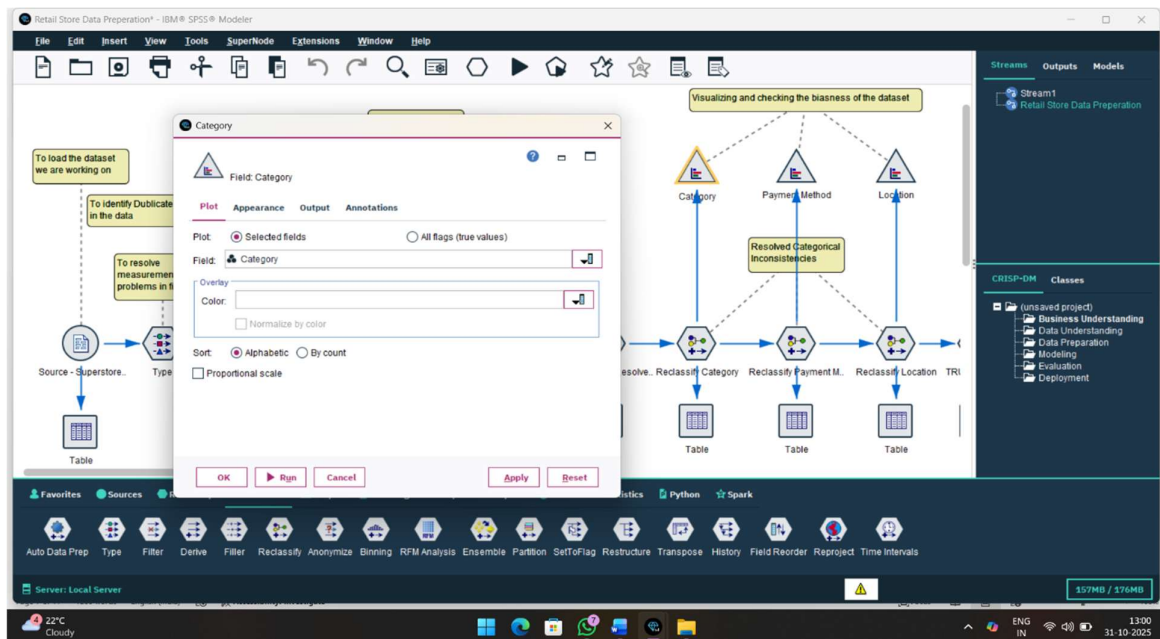 Retail Store Data Preperation* - IBM® SPSS® Modeler
File Edit Insert View Tools SuperNode Extensions Window Help
Streams Outputs Models
Stream1
Retail Store Data Preperation
Visualizing and checking the biasness of the dataset
To load the dataset
we are working on
To identify Dublicate
in the data
To resolve
measuremen
problems in fi
Source - Superstore..
Type
Table
Category
Field: Category
Plot Appearance Output Annotations
Plot: Selected fields All flags (true values)
Field: Category
Overlay
Color:
Normalize by color
Sort: Alphabetic By count
Proportional scale
OK Run Cancel Apply Reset
Category Payment Method Location
Resolved Categorical
Inconsistencies
esolve.. Reclassify Category Reclassify Payment M.. Reclassify Location TRI
Table Table Table
CRISP-DM Classes
(unsaved project)
Business Understanding
Data Understanding
Data Preparation
Modeling
Evaluation
Deployment
Favorites Sources
istics Python Spark
Auto Data Prep Type Filter Derive Filler Reclassify Anonymize Binning RFM Analysis Ensemble Partition SetToFlag Restructure Transpose History Field Reorder Reproject Time Intervals
Server: Local Server
157MB / 176MB
4
22°C
Cloudy
7
ENG
IN
13:00
31-10-2025